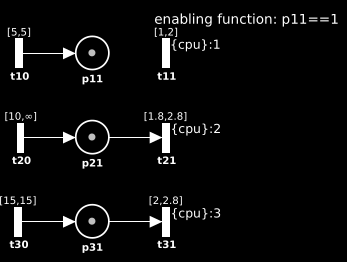 enabling function: p11==1
[5,5] [1,2]
{cpu}:1
t10 p11 t11
[10,∞] [1.8,2.8]
{cpu}:2
t20 p21 t21
[15,15] [2,2.8]
{cpu}:3
t30 p31 t31